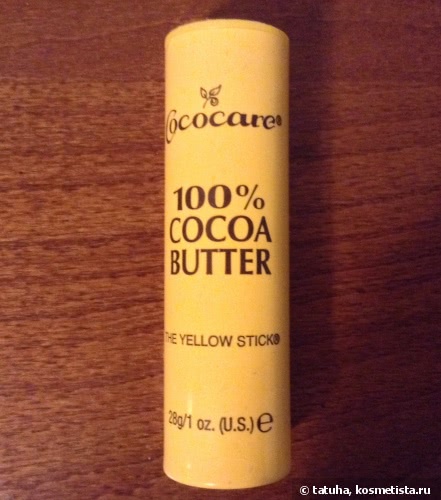 Cococare®
100%
COCOA
BUTTER
THE YELLOW STICK®
28g/1 oz. (U.S.) ℮
© tatuha, kosmetista.ru